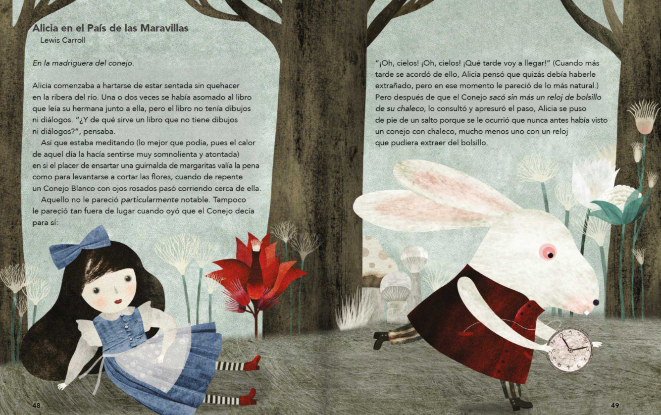 Alicia en el País de las Maravillas
Lewis Carroll
En la madriguera del conejo.
Alicia comenzaba a hartarse de estar sentada sin quehacer
en la ribera del río. Una o dos veces se había asomado al libro
que leía su hermana junto a ella, pero el libro no tenía dibujos
ni diálogos. “¿Y de qué sirve un libro que no tiene dibujos
ni diálogos?”, pensaba.
Así que estaba meditando (lo mejor que podía, pues el calor
de aquel día la hacía sentirse muy somnolienta y atontada)
en si el placer de ensartar una guirnalda de margaritas valía la pena
como para levantarse a cortar las flores, cuando de repente
un Conejo Blanco con ojos rosados pasó corriendo cerca de ella.
Aquello no le pareció particularmente notable. Tampoco
le pareció tan fuera de lugar cuando oyó que el Conejo decía
para sí:
48
“¡Oh, cielos! ¡Oh, cielos! ¡Qué tarde voy a llegar!” (Cuando más
tarde se acordó de ello, Alicia pensó que quizás debía haberle
extrañado, pero en ese momento le pareció de lo más natural.)
Pero después de que el Conejo sacó sin más un reloj de bolsillo
de su chaleco, lo consultó y apresuró el paso, Alicia se puso
de pie de un salto porque se le ocurrió que nunca antes había visto
un conejo con chaleco, mucho menos uno con un reloj
que pudiera extraer del bolsillo.
49